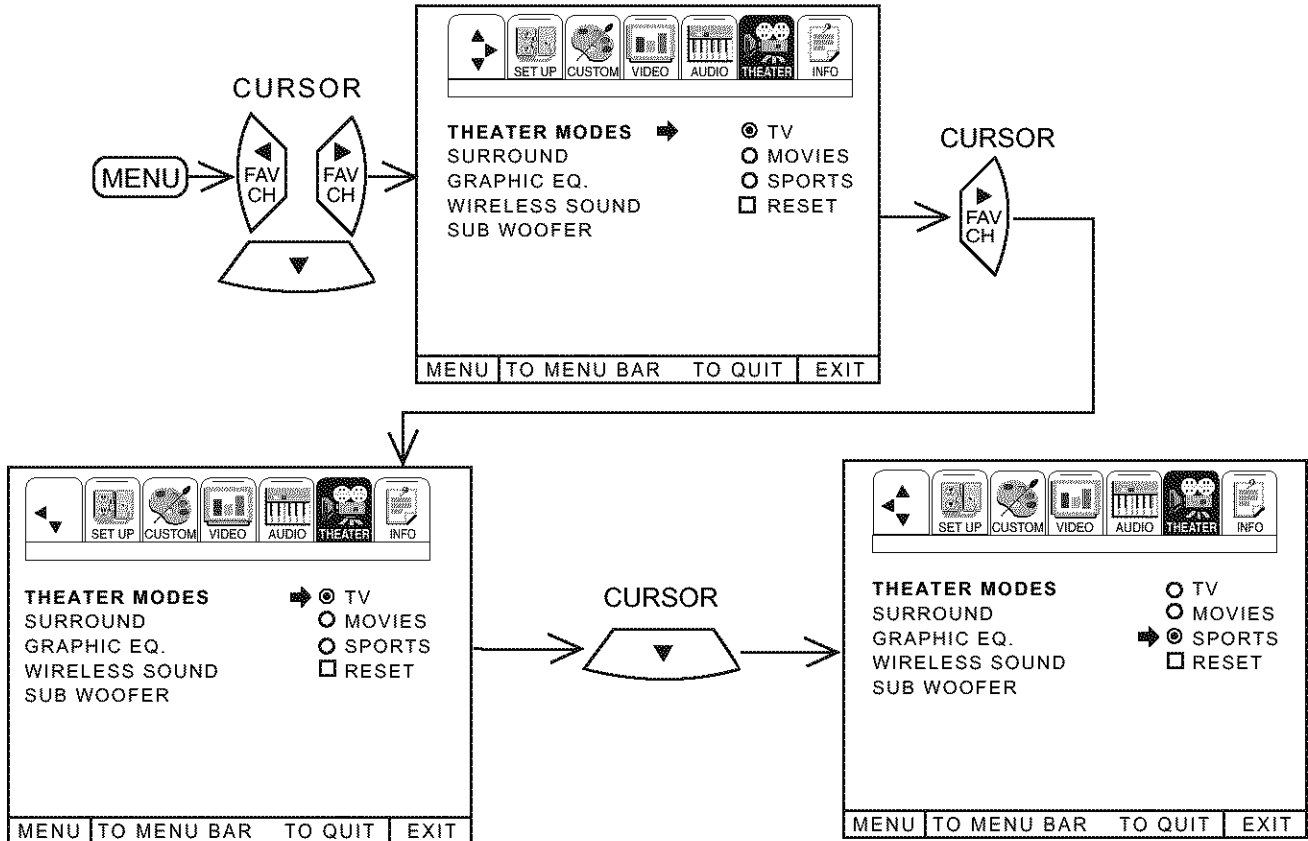 CURSOR
MENU
FAV
CH
FAV
CH
SET UP CUSTOM VIDEO AUDIO THEATER INFO
THEATER MODES TV
SURROUND MOVIES
GRAPHIC EQ. SPORTS
WIRELESS SOUND RESET
SUB WOOFER
MENU TO MENU BAR TO QUIT EXIT
CURSOR
FAV
CH
SET UP CUSTOM VIDEO AUDIO THEATER INFO
THEATER MODES TV
SURROUND MOVIES
GRAPHIC EQ. SPORTS
WIRELESS SOUND RESET
SUB WOOFER
MENU TO MENU BAR TO QUIT EXIT
CURSOR
SET UP CUSTOM VIDEO AUDIO THEATER INFO
THEATER MODES TV
SURROUND MOVIES
GRAPHIC EQ. SPORTS
WIRELESS SOUND RESET
SUB WOOFER
MENU TO MENU BAR TO QUIT EXIT